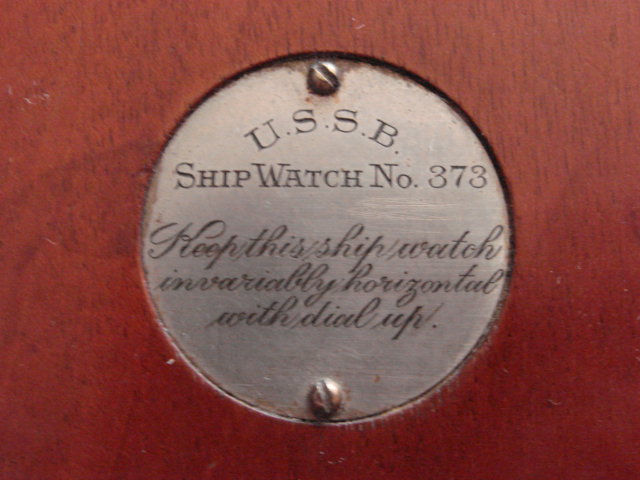 U.S.S.B.
SHIP WATCH NO. 373
Keep this ship watch
invariably horizontal
with dial up.